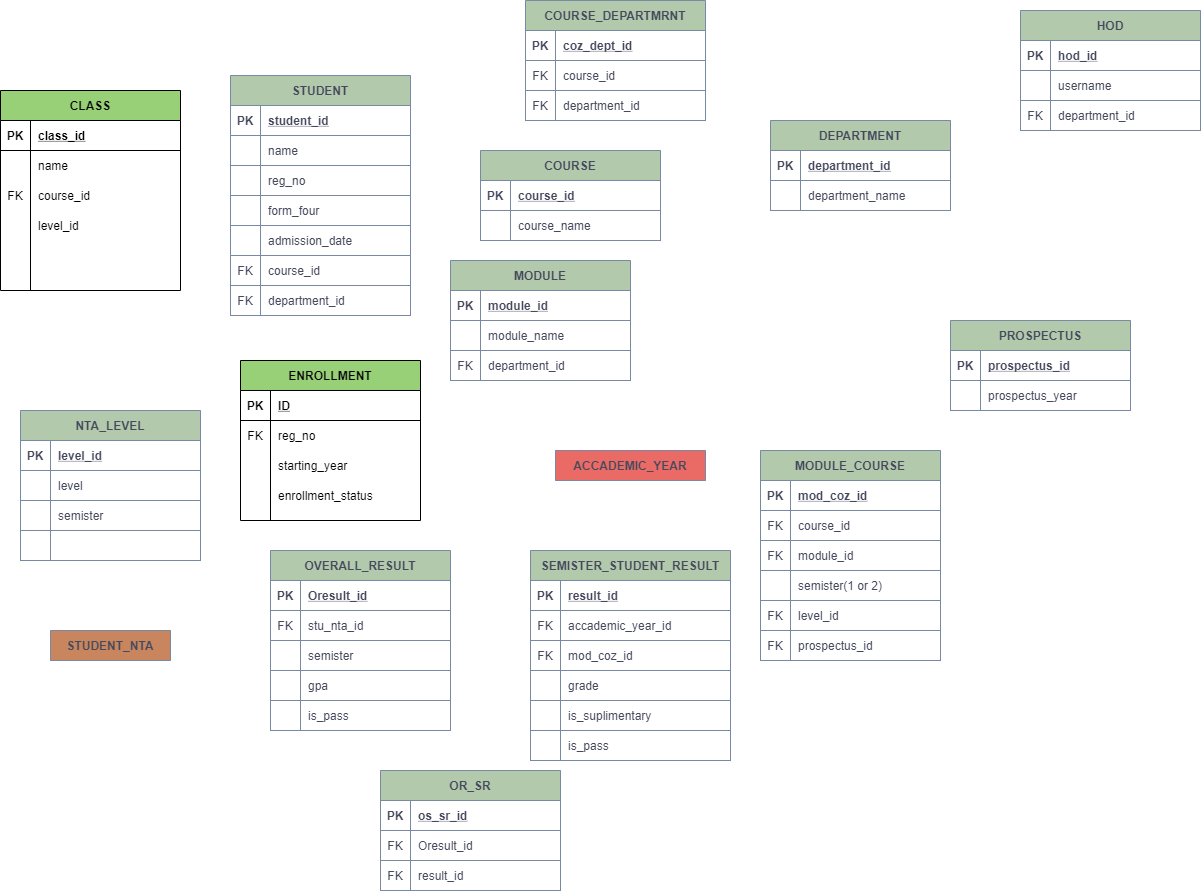 COURSE_DEPARTMRNT
PK coz_dept_id
FK course_id
FK department_id
HOD
PK hod_id
username
FK department_id
STUDENT
PK student_id
name
reg_no
form_four
admission_date
FK course_id
FK department_id
CLASS
PK class_id
name
FK course_id
level_id
DEPARTMENT
PK department_id
department_name
COURSE
PK course_id
course_name
MODULE
PK module_id
module_name
FK department_id
PROSPECTUS
PK prospectus_id
prospectus_year
ENROLLMENT
PK ID
FK reg_no
starting_year
enrollment_status
NTA_LEVEL
PK level_id
level
semister
ACCADEMIC_YEAR
MODULE_COURSE
PK mod_coz_id
FK course_id
FK module_id
semister(1 or 2)
FK level_id
FK prospectus_id
OVERALL_RESULT
PK Oresult_id
FK stu_nta_id
semister
gpa
is_pass
SEMISTER_STUDENT_RESULT
PK result_id
FK accademic_year_id
FK mod_coz_id
grade
is_suplimentary
is_pass
STUDENT_NTA
OR_SR
PK os_sr_id
FK Oresult_id
FK result_id